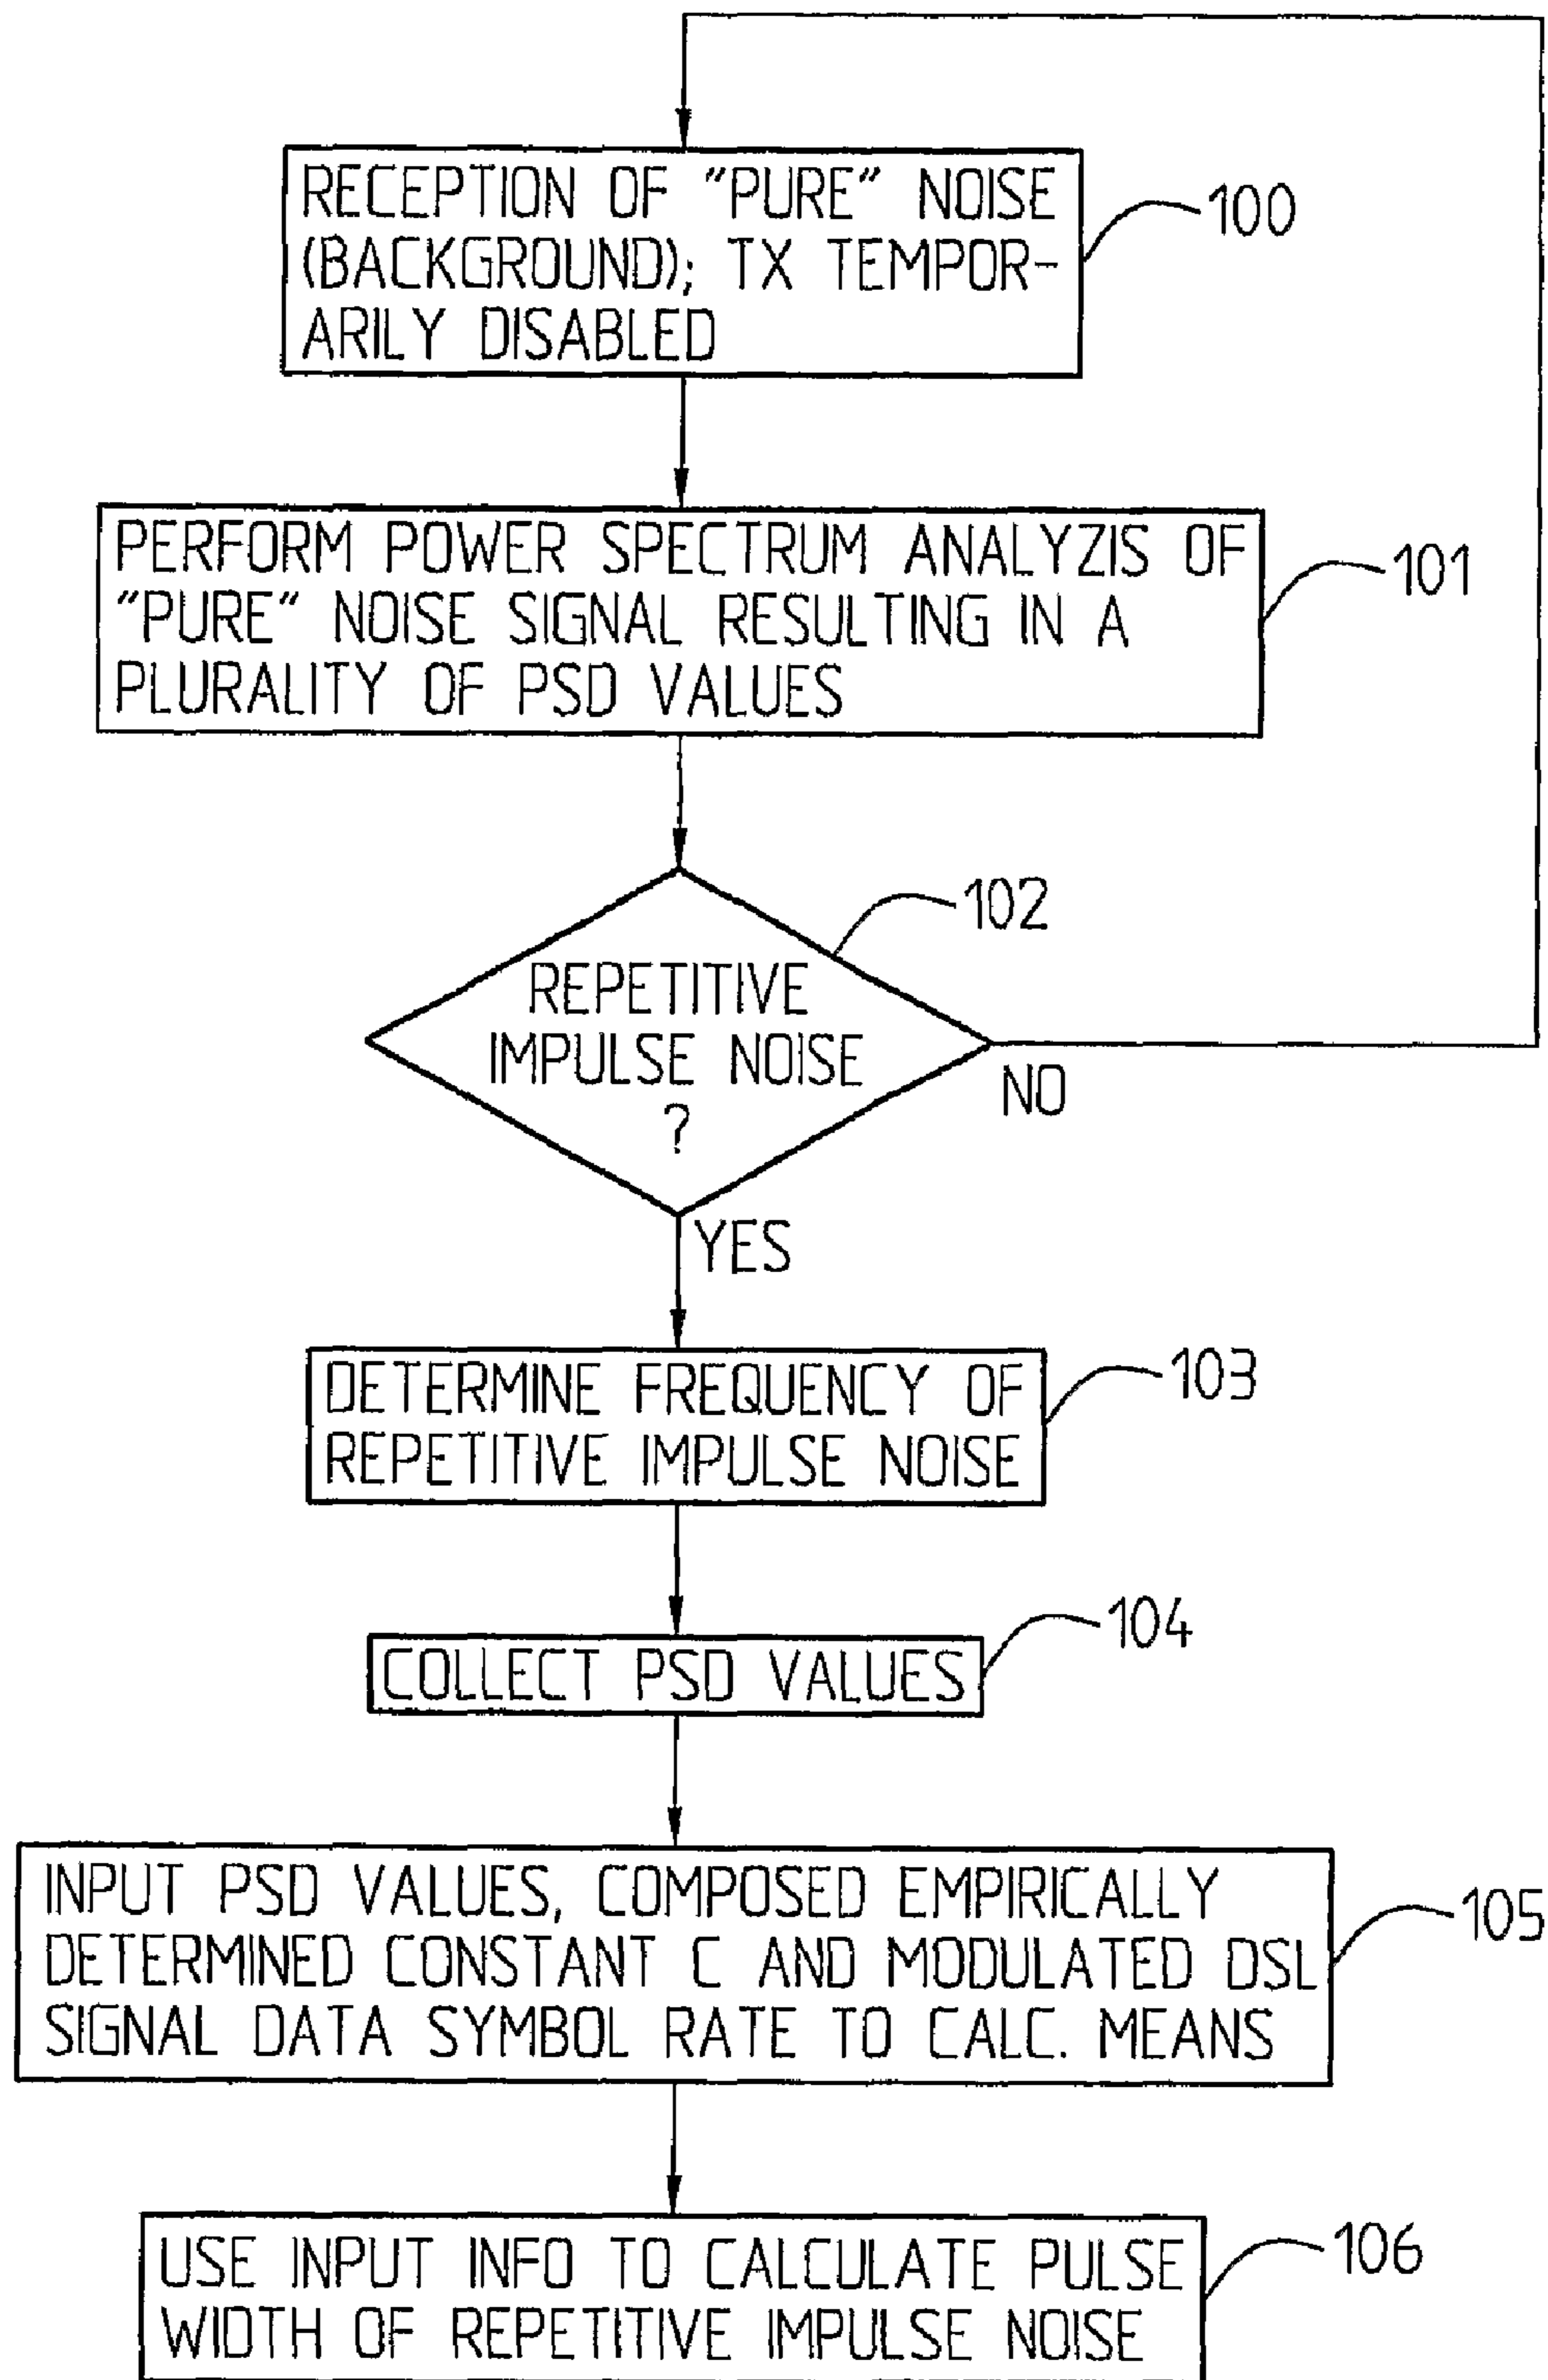 RECEPTION OF "PURE" NOISE
(BACKGROUND); TX TEMPOR-
ARILY DISABLED
100
PERFORM POWER SPECTRUM ANALYZIS OF
"PURE" NOISE SIGNAL RESULTING IN A
PLURALITY OF PSD VALUES
101
102
REPETITIVE
IMPULSE NOISE
?
NO
YES
DETERMINE FREQUENCY OF
REPETITIVE IMPULSE NOISE
103
COLLECT PSD VALUES
104
INPUT PSD VALUES, COMPOSED EMPIRICALLY
DETERMINED CONSTANT C AND MODULATED DSL
SIGNAL DATA SYMBOL RATE TO CALC. MEANS
105
USE INPUT INFO TO CALCULATE PULSE
WIDTH OF REPETITIVE IMPULSE NOISE
106